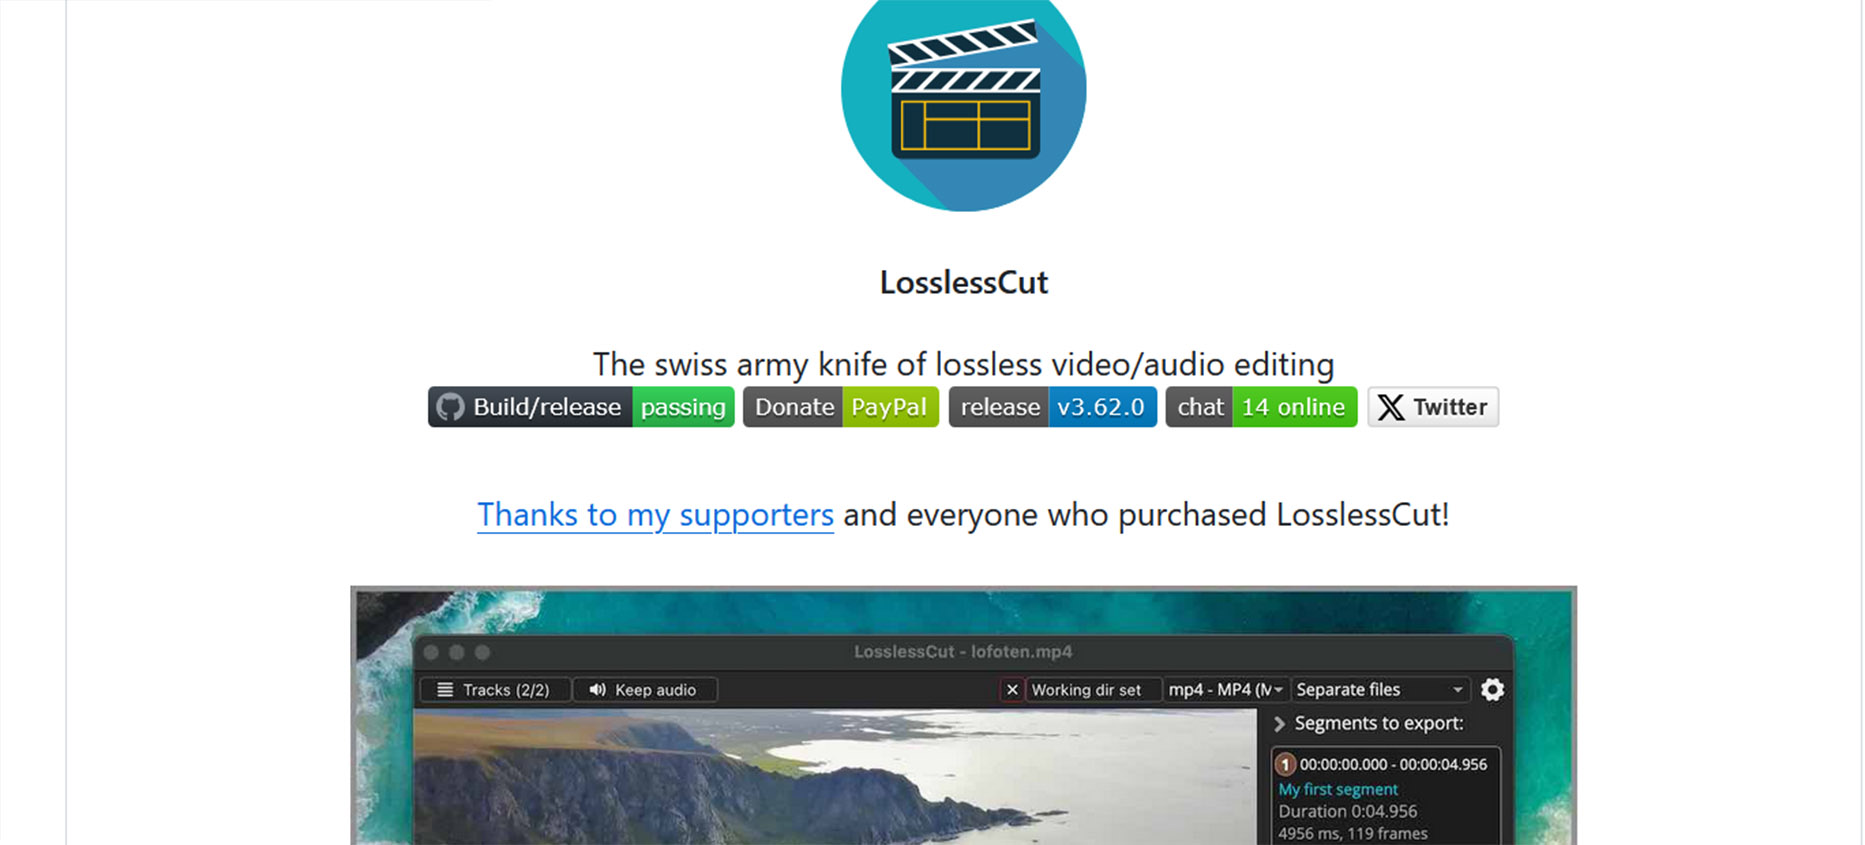 LosslessCut
The swiss army knife of lossless video/audio editing
Build/release passing Donate PayPal release v3.62.0 chat 14 online X Twitter
Thanks to my supporters and everyone who purchased LosslessCut!
LosslessCut - lofoten.mp4
Tracks (2/2) Keep audio Working dir set mp4 - MP4 (M Separate files
Segments to export:
1 00:00:00.000 - 00:00:04.956
My first segment
Duration 0:04.956
4956 ms, 119 frames